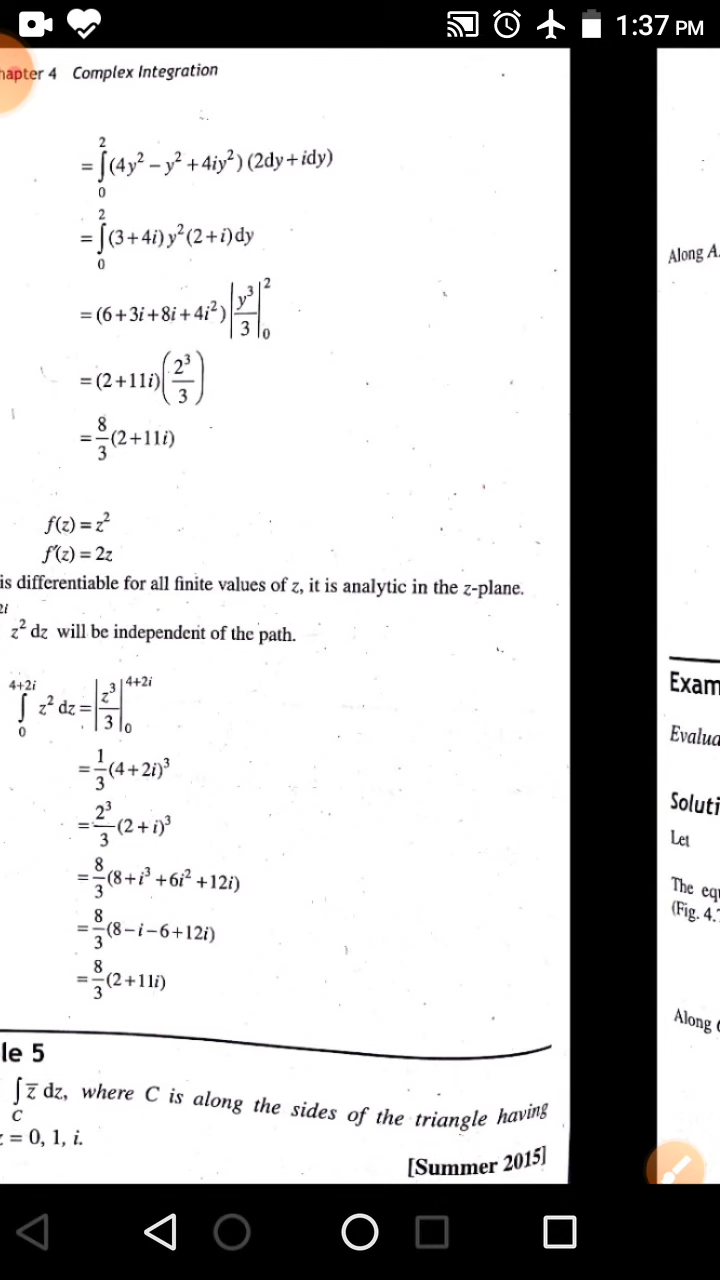 1:37 PM
hapter 4 Complex Integration
= ∫₀² (4y² – y² + 4iy²) (2dy + idy)
= ∫₀² (3+4i) y² (2+i) dy
= (6+3i+8i+4i²) |y³/3|₀²
= (2+11i) (2³/3)
= 8/3 (2+11i)
f(z) = z²
f′(z) = 2z
is differentiable for all finite values of z, it is analytic in the z-plane.
2i
z² dz will be independent of the path.
∫₀⁴⁺²ⁱ z² dz = |z³/3|₀⁴⁺²ⁱ
= 1/3 (4+2i)³
= 2³/3 (2+i)³
= 8/3 (8+i³+6i²+12i)
= 8/3 (8–i–6+12i)
= 8/3 (2+11i)
le 5
∫_C z̅ dz, where C is along the sides of the triangle having
= 0, 1, i.
[Summer 2015]
Along A
Exam
Evalua
Soluti
Let
The equ
(Fig. 4.
Along